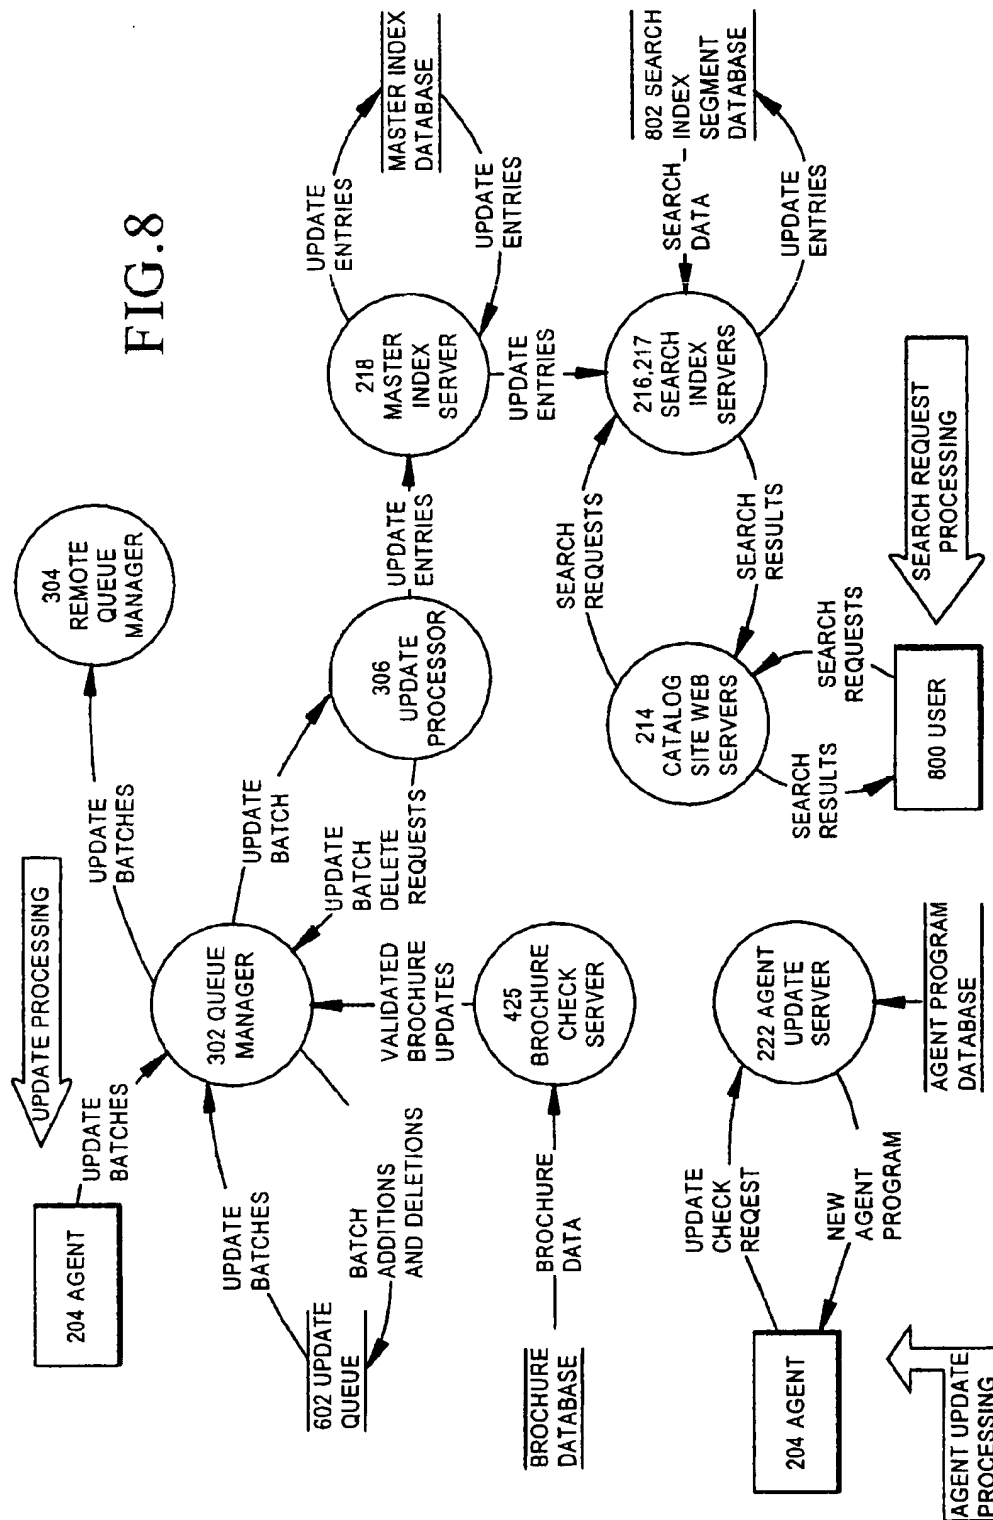 FIG.8
UPDATE PROCESSING
204 AGENT
UPDATE
BATCHES
302 QUEUE
MANAGER
UPDATE
BATCHES
304
REMOTE
QUEUE
MANAGER
UPDATE
BATCHES
602 UPDATE
QUEUE
BATCH
ADDITIONS
AND DELETIONS
UPDATE
BATCH
UPDATE
BATCH
DELETE
REQUESTS
306
UPDATE
PROCESSOR
UPDATE
ENTRIES
218
MASTER
INDEX
SERVER
UPDATE
ENTRIES
MASTER INDEX
DATABASE
UPDATE
ENTRIES
UPDATE
ENTRIES
BROCHURE
DATABASE
BROCHURE
DATA
425
BROCHURE
CHECK
SERVER
VALIDATED
BROCHURE
UPDATES
216,217
SEARCH
INDEX
SERVERS
SEARCH
DATA
802 SEARCH
INDEX
SEGMENT
DATABASE
UPDATE
ENTRIES
SEARCH
REQUESTS
SEARCH
RESULTS
214
CATALOG
SITE WEB
SERVERS
SEARCH
REQUESTS
SEARCH
RESULTS
800 USER
SEARCH REQUEST
PROCESSING
204 AGENT
UPDATE
CHECK
REQEST
NEW
AGENT
PROGRAM
222 AGENT
UPDATE
SERVER
AGENT PROGRAM
DATABASE
AGENT UPDATE
PROCESSING